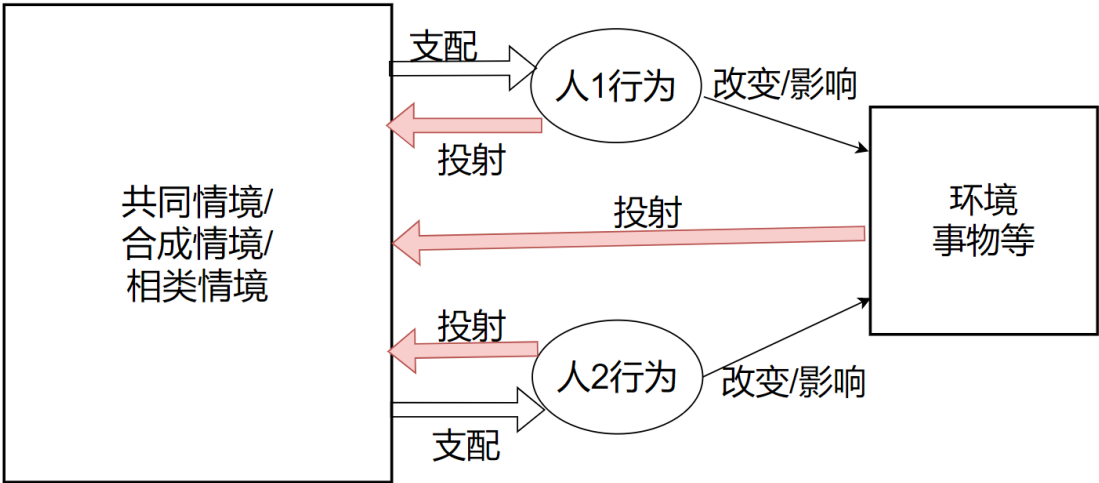 支配
人1行为
改变/影响
投射
共同情境/
合成情境/
相类情境
投射
环境
事物等
投射
人2行为
改变/影响
支配